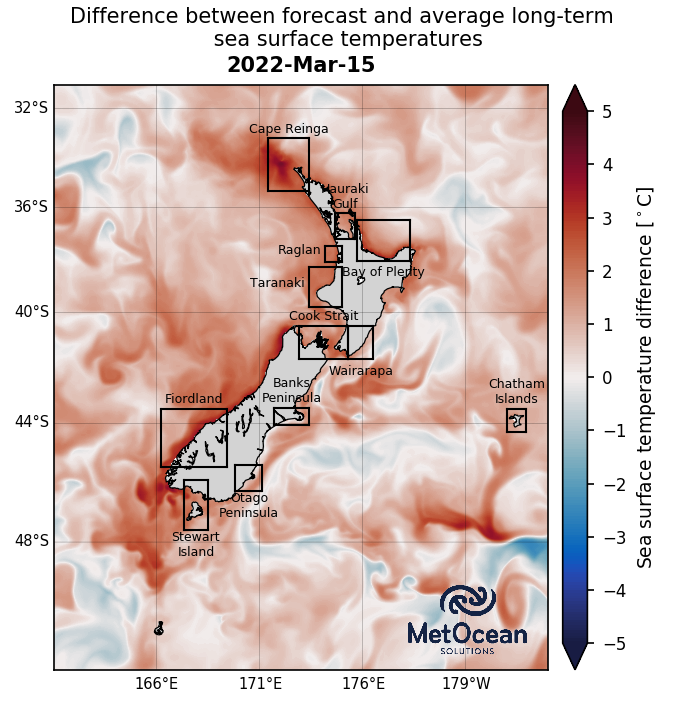 Difference between forecast and average long-term
sea surface temperatures
2022-Mar-15
32°S
36°S
40°S
44°S
48°S
Cape Reinga
Hauraki
Gulf
Raglan
Bay of Plenty
Taranaki
Cook Strait
Wairarapa
Banks
Peninsula
Fiordland
Chatham
Islands
Otago
Peninsula
Stewart
Island
MetOcean
SOLUTIONS
166°E
171°E
176°E
179°W
5
4
3
2
1
0
−1
−2
−3
−4
−5
Sea surface temperature difference [°C]